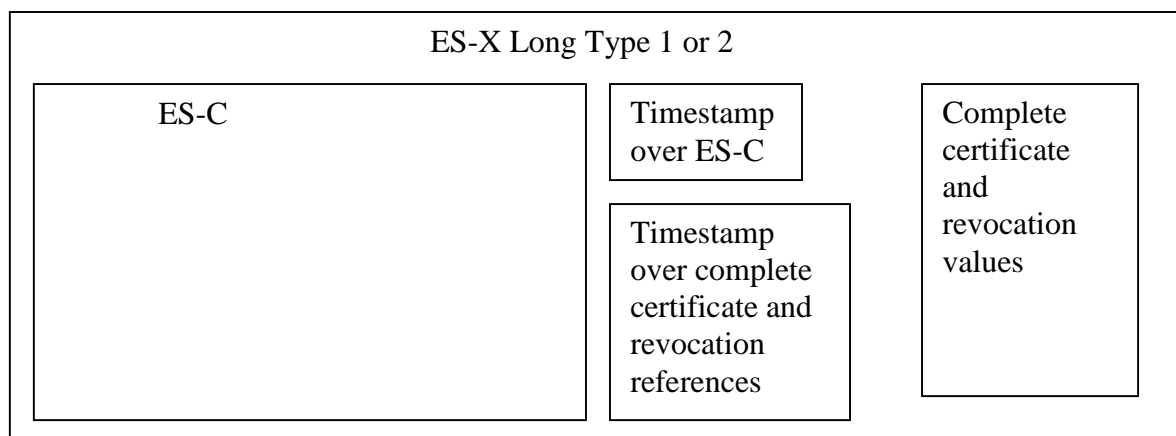 ES-X Long Type 1 or 2
ES-C
Timestamp
over ES-C
Timestamp
over complete
certificate and
revocation
references
Complete
certificate
and
revocation
values